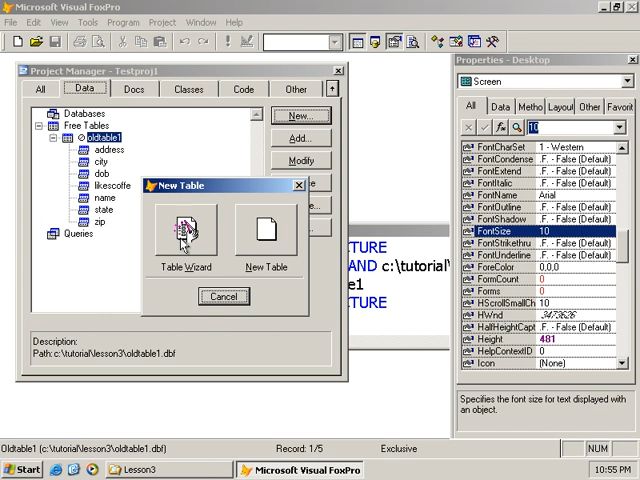 Microsoft Visual FoxPro
File Edit View Tools Program Project Window Help
Project Manager - Testproj1
All Data Docs Classes Code Other
Databases
Free Tables
oldtable1
address
city
dob
likescoffe
name
state
zip
Queries
New...
Add...
Modify
Description:
Path: c:\tutorial\lesson3\oldtable1.dbf
New Table
Table Wizard
New Table
Cancel
CTURE
AND c:\tutorial\
e1
CTURE
Properties - Desktop
Screen
All Data Metho Layout Other Favorit
10
FontCharSet 1 - Western
FontCondense .F. - False (Default)
FontExtend .F. - False (Default)
FontItalic .F. - False (Default)
FontName Arial
FontOutline .F. - False (Default)
FontShadow .F. - False (Default)
FontSize 10
FontStrikethru .F. - False (Default)
FontUnderline .F. - False (Default)
ForeColor 0,0,0
FormCount 0
Forms 0
HScrollSmallCh 10
HWnd
HalfHeightCapt .F. - False (Default)
Height 481
HelpContextID 0
Icon (None)
Specifies the font size for text displayed with
an object.
Oldtable1 (c:\tutorial\lesson3\oldtable1.dbf) Record: 1/5 Exclusive NUM
Start Lesson3 Microsoft Visual FoxPro 10:55 PM